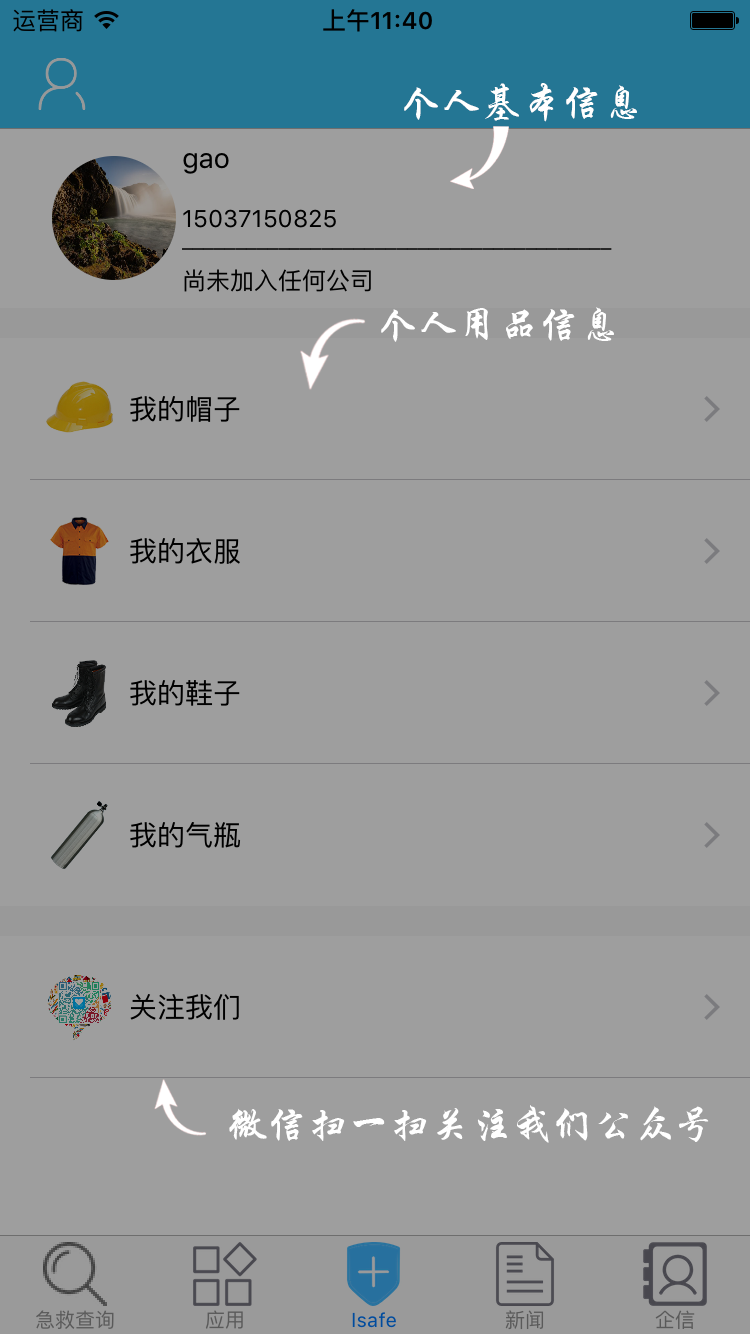 运营商 上午11:40
个人基本信息
gao
15037150825
尚未加入任何公司
个人用品信息
我的帽子
我的衣服
我的鞋子
我的气瓶
关注我们
微信扫一扫关注我们公众号
急救查询 应用 Isafe 新闻 企信